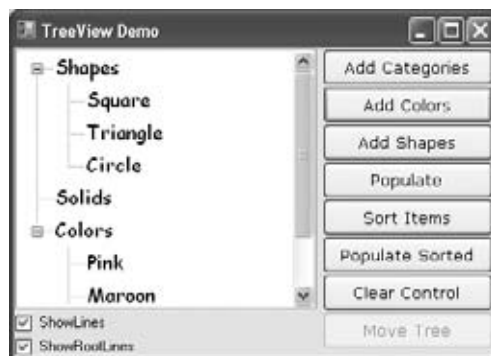 TreeView Demo
Shapes
Square
Triangle
Circle
Solids
Colors
Pink
Maroon
Add Categories
Add Colors
Add Shapes
Populate
Sort Items
Populate Sorted
Clear Control
Move Tree
ShowLines
ShowRootLines